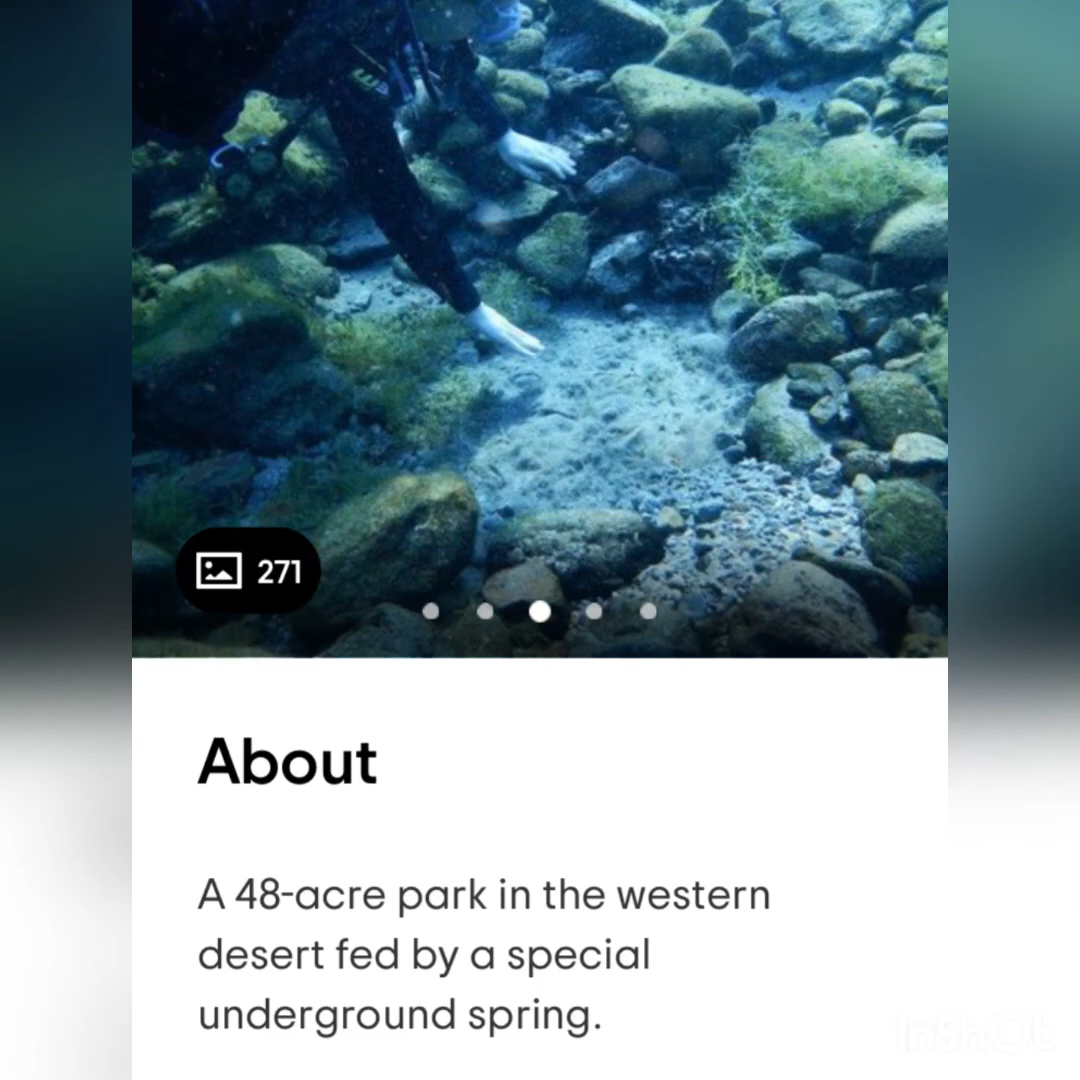 271
About
A 48-acre park in the western
desert fed by a special
underground spring.
InShOt